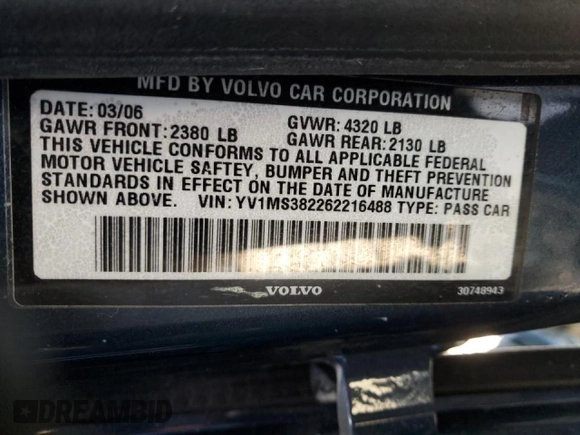 MFD BY VOLVO CAR CORPORATION
DATE: 03/06 GVWR: 4320 LB
GAWR FRONT: 2380 LB GAWR REAR: 2130 LB
THIS VEHICLE CONFORMS TO ALL APPLICABLE FEDERAL
MOTOR VEHICLE SAFTEY, BUMPER AND THEFT PREVENTION
STANDARDS IN EFFECT ON THE DATE OF MANUFACTURE
SHOWN ABOVE. VIN: YV1MS382262216488 TYPE: PASS CAR
VOLVO 30748943
DREAMBID